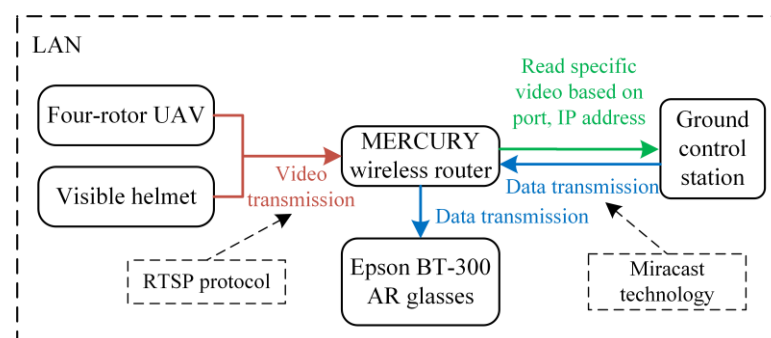 LAN
Four-rotor UAV
Visible helmet
Video
transmission
RTSP protocol
MERCURY
wireless router
Data transmission
Epson BT-300
AR glasses
Read specific
video based on
port, IP address
Data transmission
Ground
control
station
Miracast
technology